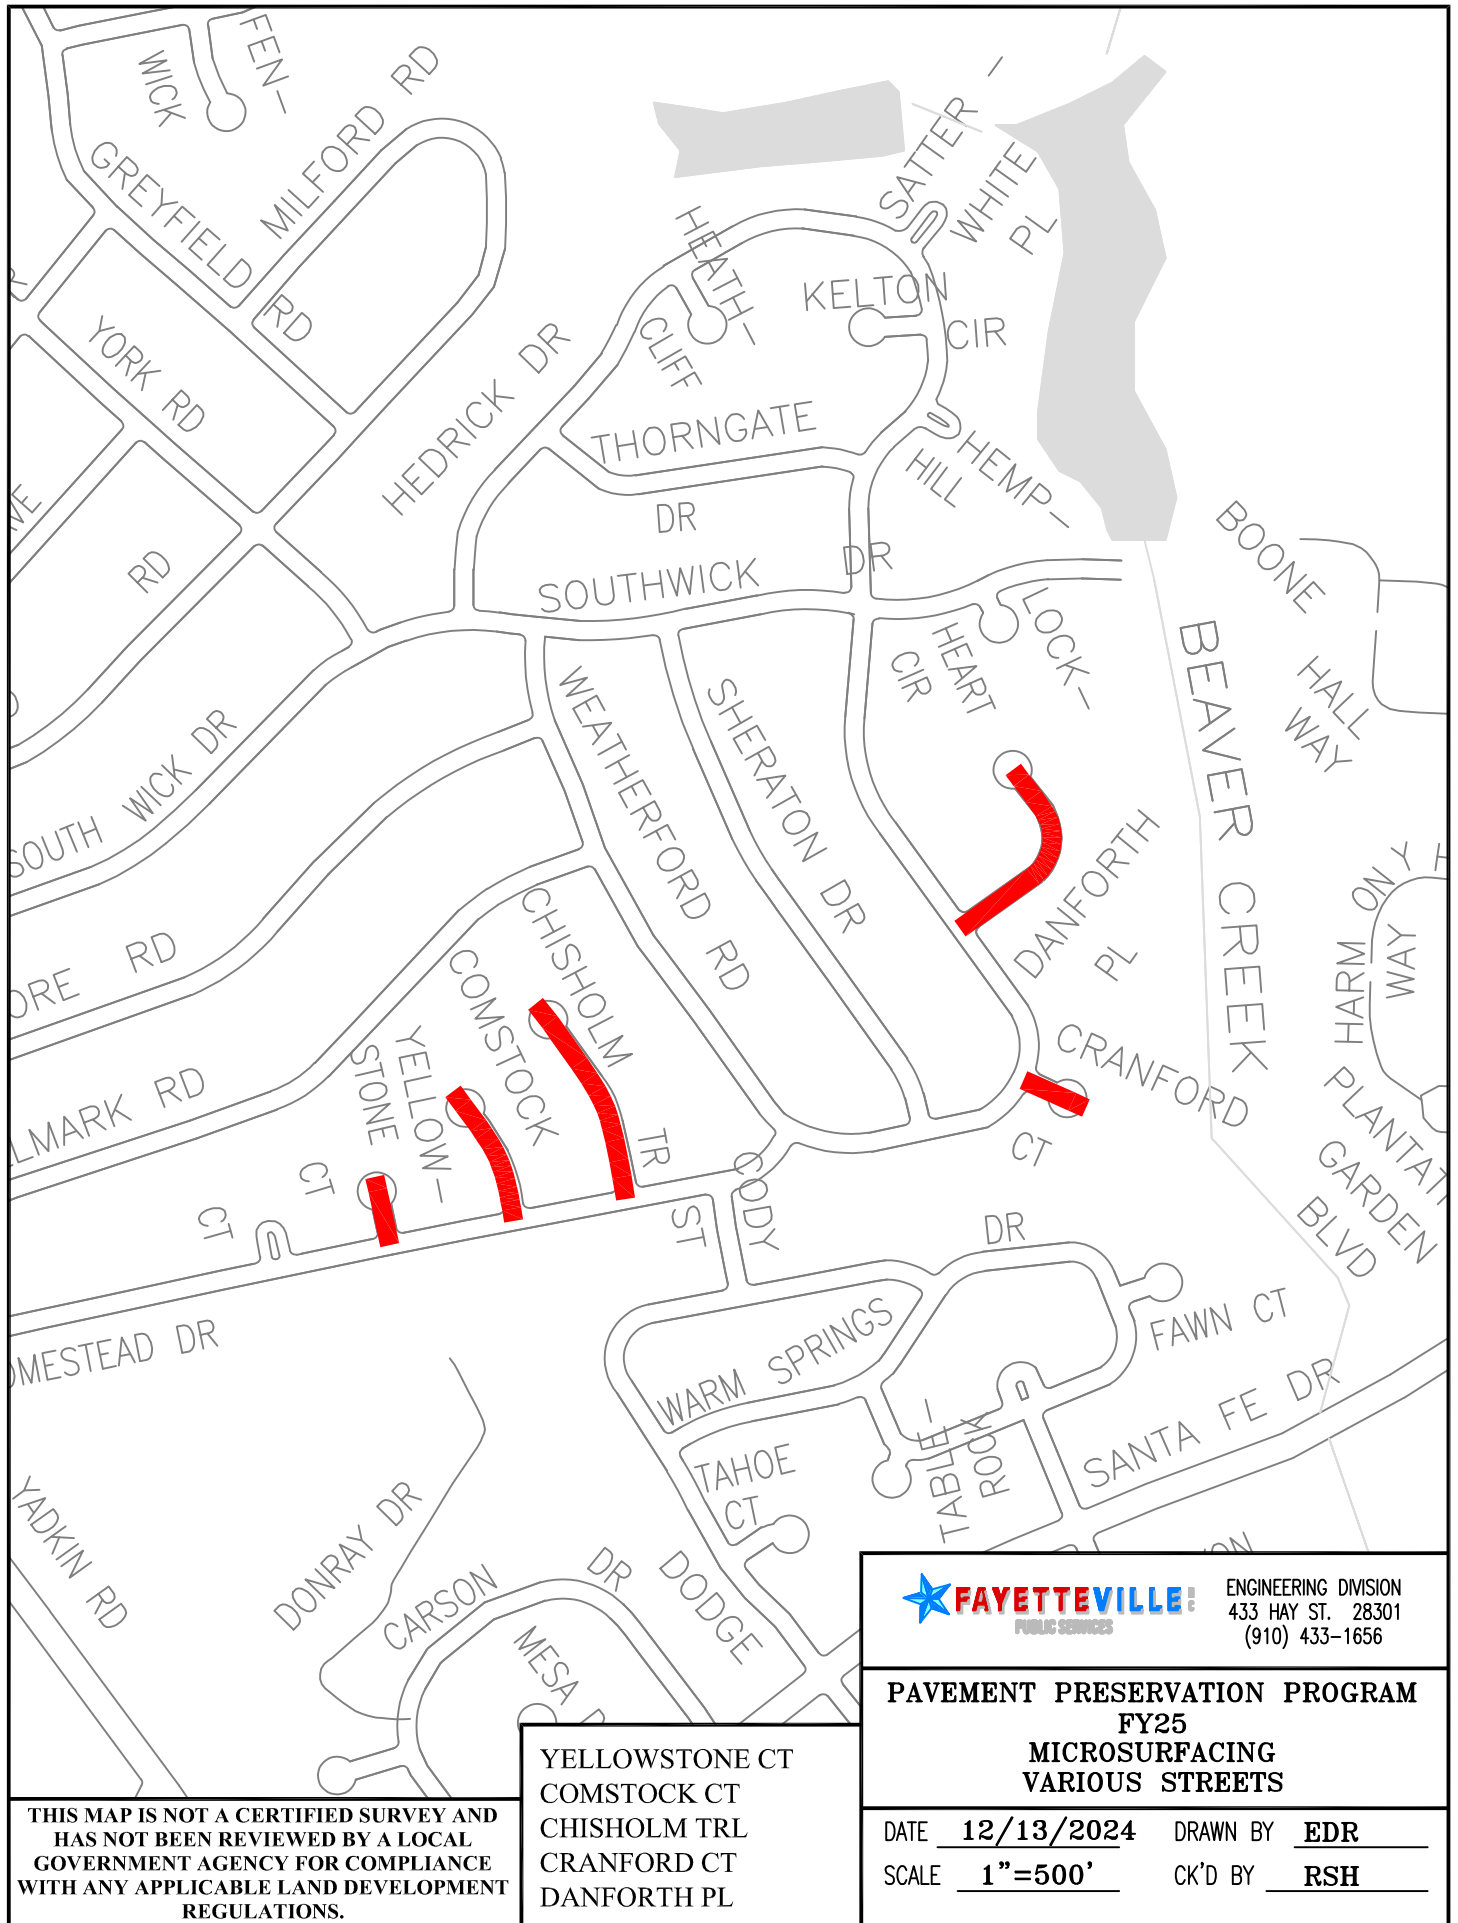 FEN-
WICK
MILFORD RD
GREYFIELD RD
YORK RD
RD
SATTER-
WHITE
PL
HEATH-
CLIFF
KELTON
CIR
HEDRICK DR
THORNGATE
DR
HEMP-
HILL
SOUTHWICK DR
BOONE
HALL
WAY
LOCK-
HEART
CIR
BEAVER CREEK
WEATHERFORD RD
SHERATON DR
SOUTH WICK DR
DANFORTH
PL
ORE RD
CHISHOLM
TR
COMSTOCK
YELLOW-
STONE
CT
CT
LMARK RD
CRANFORD
CT
HARM ON Y H
WAY
PLANTAT
GARDEN
BLVD
CODY
ST
DR
OMESTEAD DR
WARM SPRINGS
FAWN CT
SANTA FE DR
TABLE-
ROCK
TAHOE
CT
YADKIN RD
DONRAY DR
CARSON DR
DODGE
MESA
ON
FAYETTEVILLE
PUBLIC SERVICES
ENGINEERING DIVISION
433 HAY ST. 28301
(910) 433-1656
PAVEMENT PRESERVATION PROGRAM
FY25
MICROSURFACING
VARIOUS STREETS
DATE 12/13/2024 DRAWN BY EDR
SCALE 1"=500' CK'D BY RSH
YELLOWSTONE CT
COMSTOCK CT
CHISHOLM TRL
CRANFORD CT
DANFORTH PL
THIS MAP IS NOT A CERTIFIED SURVEY AND
HAS NOT BEEN REVIEWED BY A LOCAL
GOVERNMENT AGENCY FOR COMPLIANCE
WITH ANY APPLICABLE LAND DEVELOPMENT
REGULATIONS.